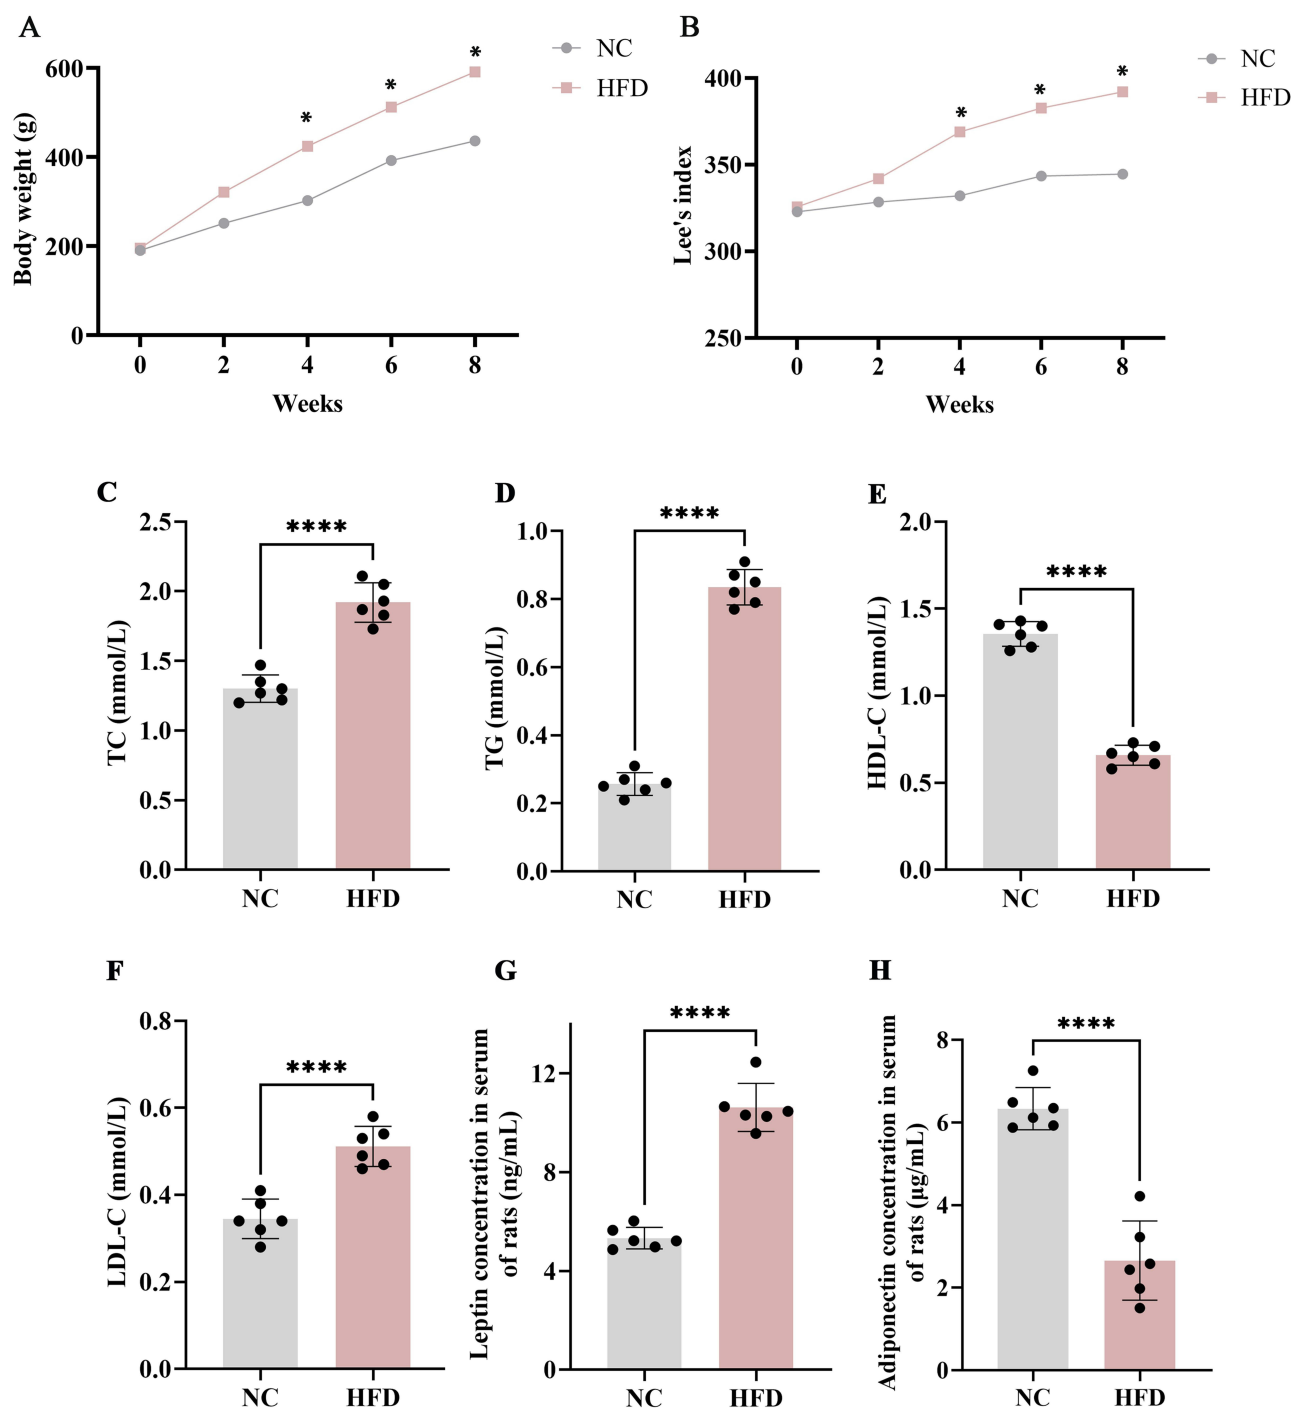 A
NC
HFD
Body weight (g)
600
400
200
0
* * *
0 2 4 6 8
Weeks
B
NC
HFD
Lee's index
400
350
300
250
* * *
0 2 4 6 8
Weeks
C
TC (mmol/L)
2.5
2.0
1.5
1.0
0.5
0.0
****
NC HFD
D
TG (mmol/L)
1.0
0.8
0.6
0.4
0.2
0.0
****
NC HFD
E
HDL-C (mmol/L)
2.0
1.5
1.0
0.5
0.0
****
NC HFD
F
LDL-C (mmol/L)
0.8
0.6
0.4
0.2
0.0
****
NC HFD
G
Leptin concentration in serum
of rats (ng/mL)
12
8
4
0
****
NC HFD
H
Adiponectin concentration in serum
of rats (μg/mL)
8
6
4
2
0
****
NC HFD